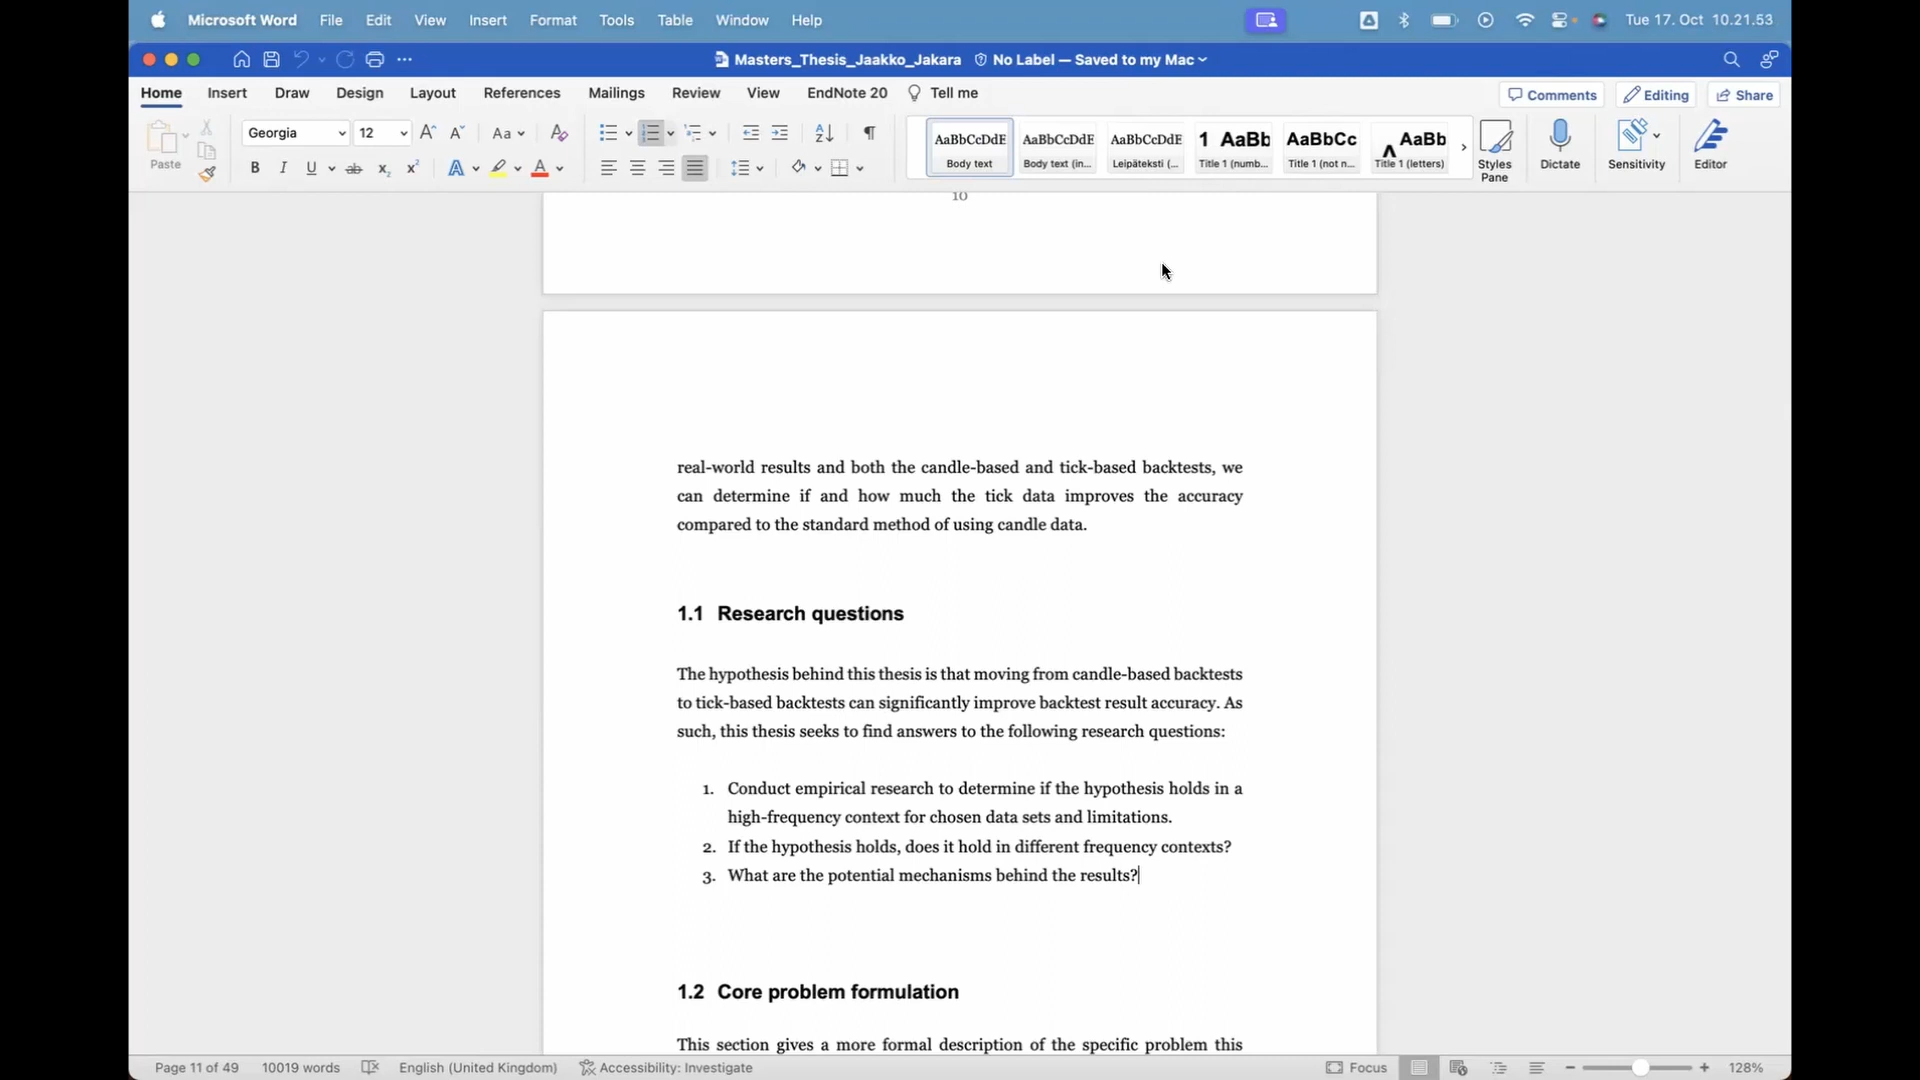 Microsoft Word File Edit View Insert Format Tools Table Window Help Tue 17. Oct 10.21.53
Masters_Thesis_Jaakko_Jakara No Label — Saved to my Mac
Home Insert Draw Design Layout References Mailings Review View EndNote 20 Tell me Comments Editing Share
Paste Georgia 12 Aa
AaBbCcDdE AaBbCcDdE AaBbCcDdE 1 AaBb AaBbCc A AaBb
Body text Body text (in... Leipäteksti (... Title 1 (numb... Title 1 (not n... Title 1 (letters) Styles Pane Dictate Sensitivity Editor
10
real-world results and both the candle-based and tick-based backtests, we
can determine if and how much the tick data improves the accuracy
compared to the standard method of using candle data.
1.1 Research questions
The hypothesis behind this thesis is that moving from candle-based backtests
to tick-based backtests can significantly improve backtest result accuracy. As
such, this thesis seeks to find answers to the following research questions:
1. Conduct empirical research to determine if the hypothesis holds in a
high-frequency context for chosen data sets and limitations.
2. If the hypothesis holds, does it hold in different frequency contexts?
3. What are the potential mechanisms behind the results?
1.2 Core problem formulation
This section gives a more formal description of the specific problem this
Page 11 of 49 10019 words English (United Kingdom) Accessibility: Investigate Focus 128%